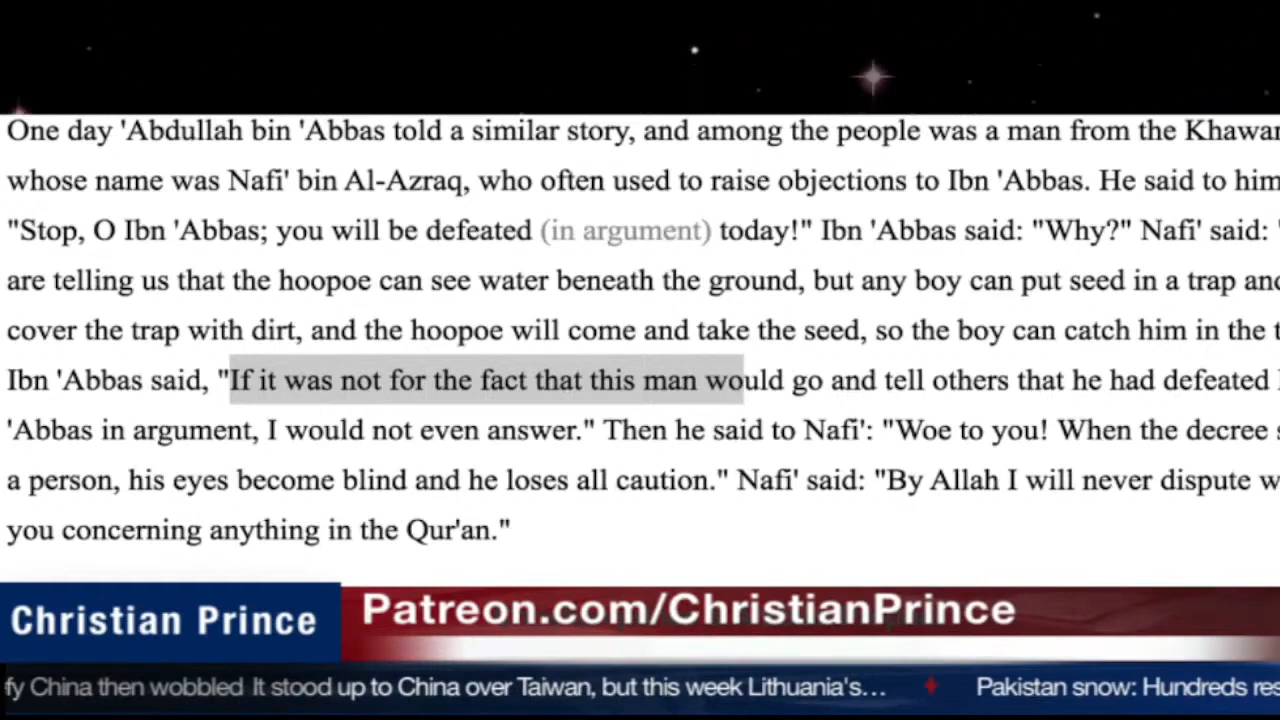 One day 'Abdullah bin 'Abbas told a similar story, and among the people was a man from the
whose name was Nafi' bin Al-Azraq, who often used to raise objections to Ibn 'Abbas. He said to him
"Stop, O Ibn 'Abbas; you will be defeated (in argument) today!" Ibn 'Abbas said: "Why?" Nafi' said:
are telling us that the hoopoe can see water beneath the ground, but any boy can put seed in a trap and
cover the trap with dirt, and the hoopoe will come and take the seed, so the boy can catch him in the
Ibn 'Abbas said, "If it was not for the fact that this man would go and tell others that he had defeated
'Abbas in argument, I would not even answer." Then he said to Nafi': "Woe to you! When the decree
a person, his eyes become blind and he loses all caution." Nafi' said: "By Allah I will never dispute
you concerning anything in the Qur'an."
Christian Prince
Patreon.com/ChristianPrince
China then wobbled It stood up to China over Taiwan, but this week Lithuania's... Pakistan snow: Hundreds